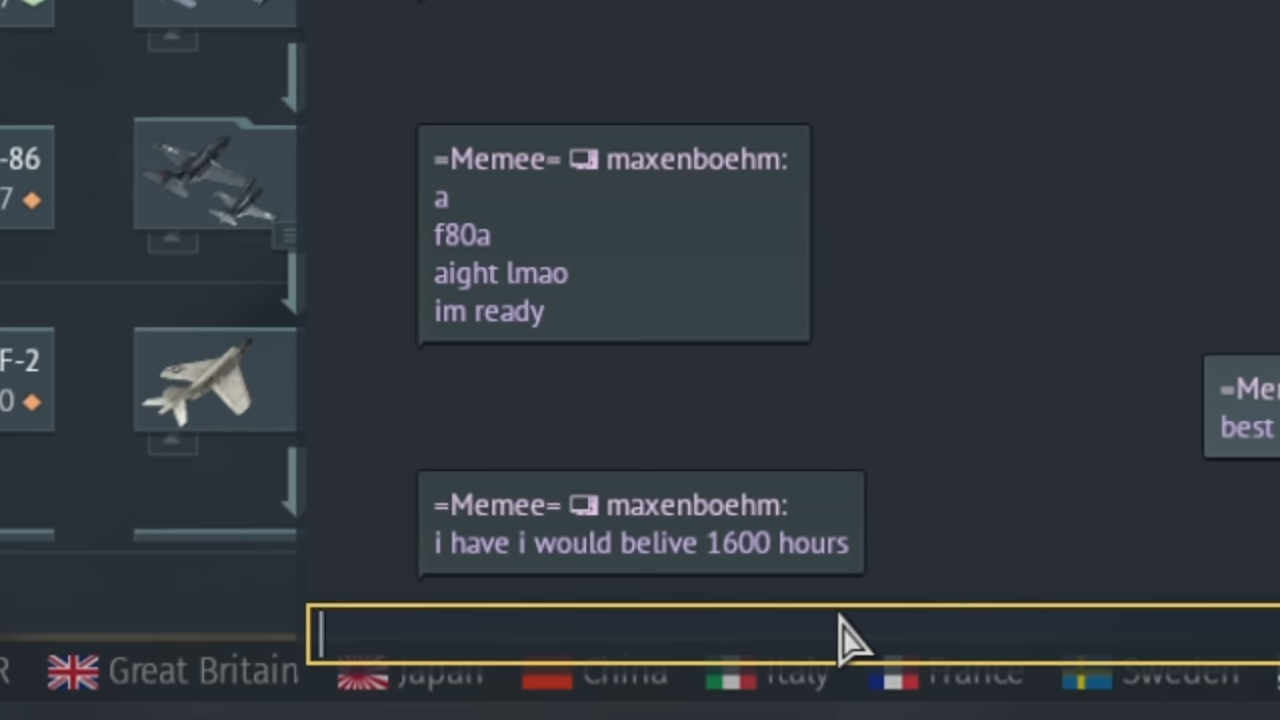 -86
7
F-2
0
=Memee= maxenboehm:
a
f80a
aight lmao
im ready
best
=Memee= maxenboehm:
i have i would belive 1600 hours
R Great Britain Japan China Italy France Sweden